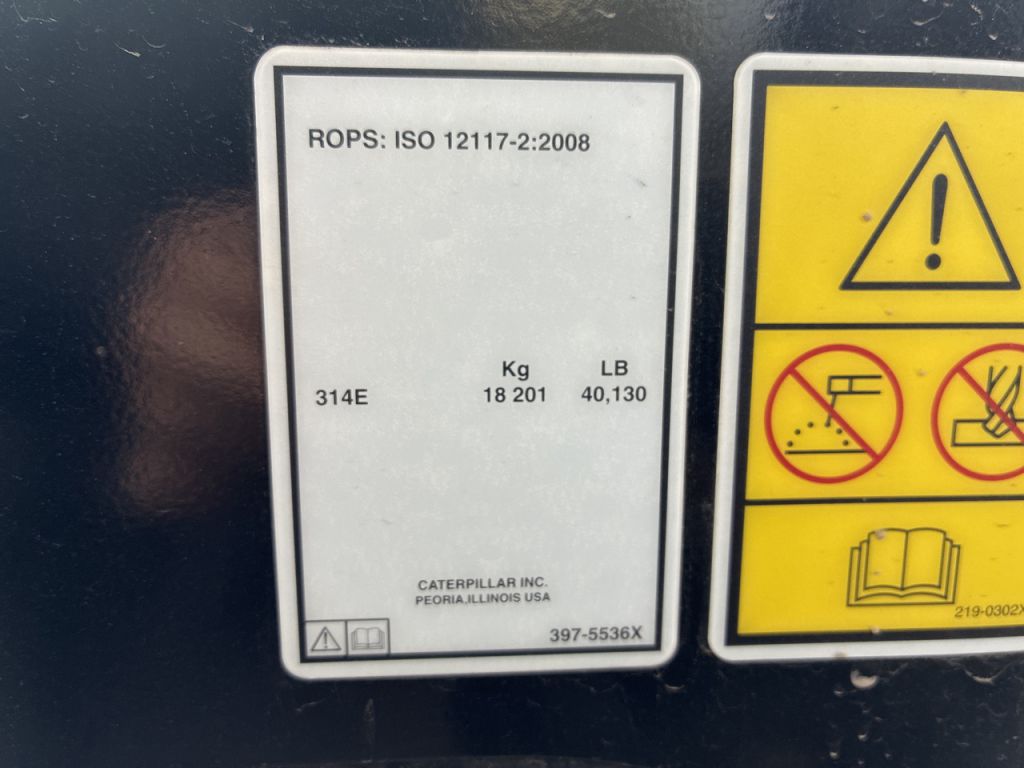 ROPS: ISO 12117-2:2008
Kg LB
314E 18 201 40,130
CATERPILLAR INC.
PEORIA,ILLINOIS USA
397-5536X
219-0302X